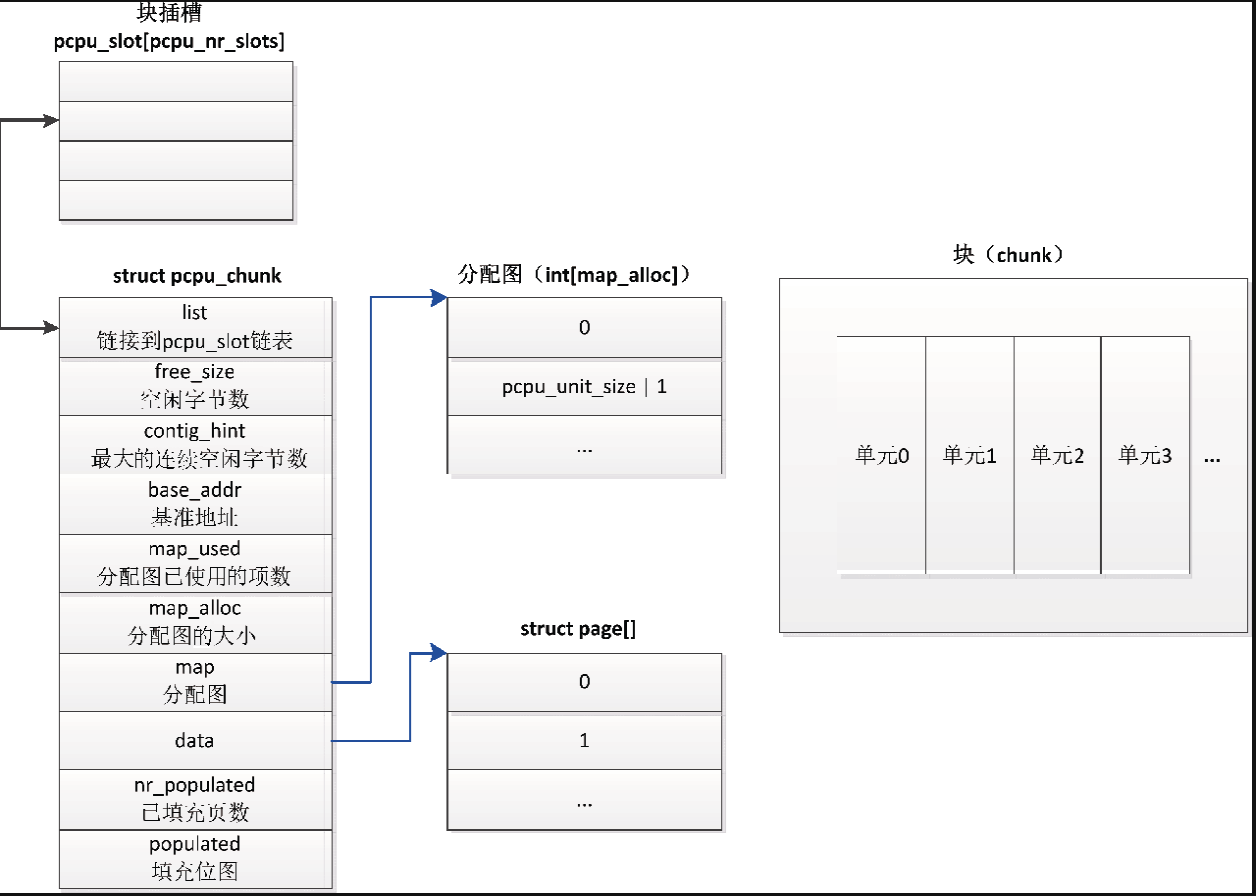 块插槽
pcpu_slot[pcpu_nr_slots]
struct pcpu_chunk
list
链接到pcpu_slot链表
free_size
空闲字节数
contig_hint
最大的连续空闲字节数
base_addr
基准地址
map_used
分配图已使用的项数
map_alloc
分配图的大小
map
分配图
data
nr_populated
已填充页数
populated
填充位图
分配图（int[map_alloc]）
0
pcpu_unit_size | 1
...
struct page[]
0
1
...
块（chunk）
单元0 单元1 单元2 单元3 ...